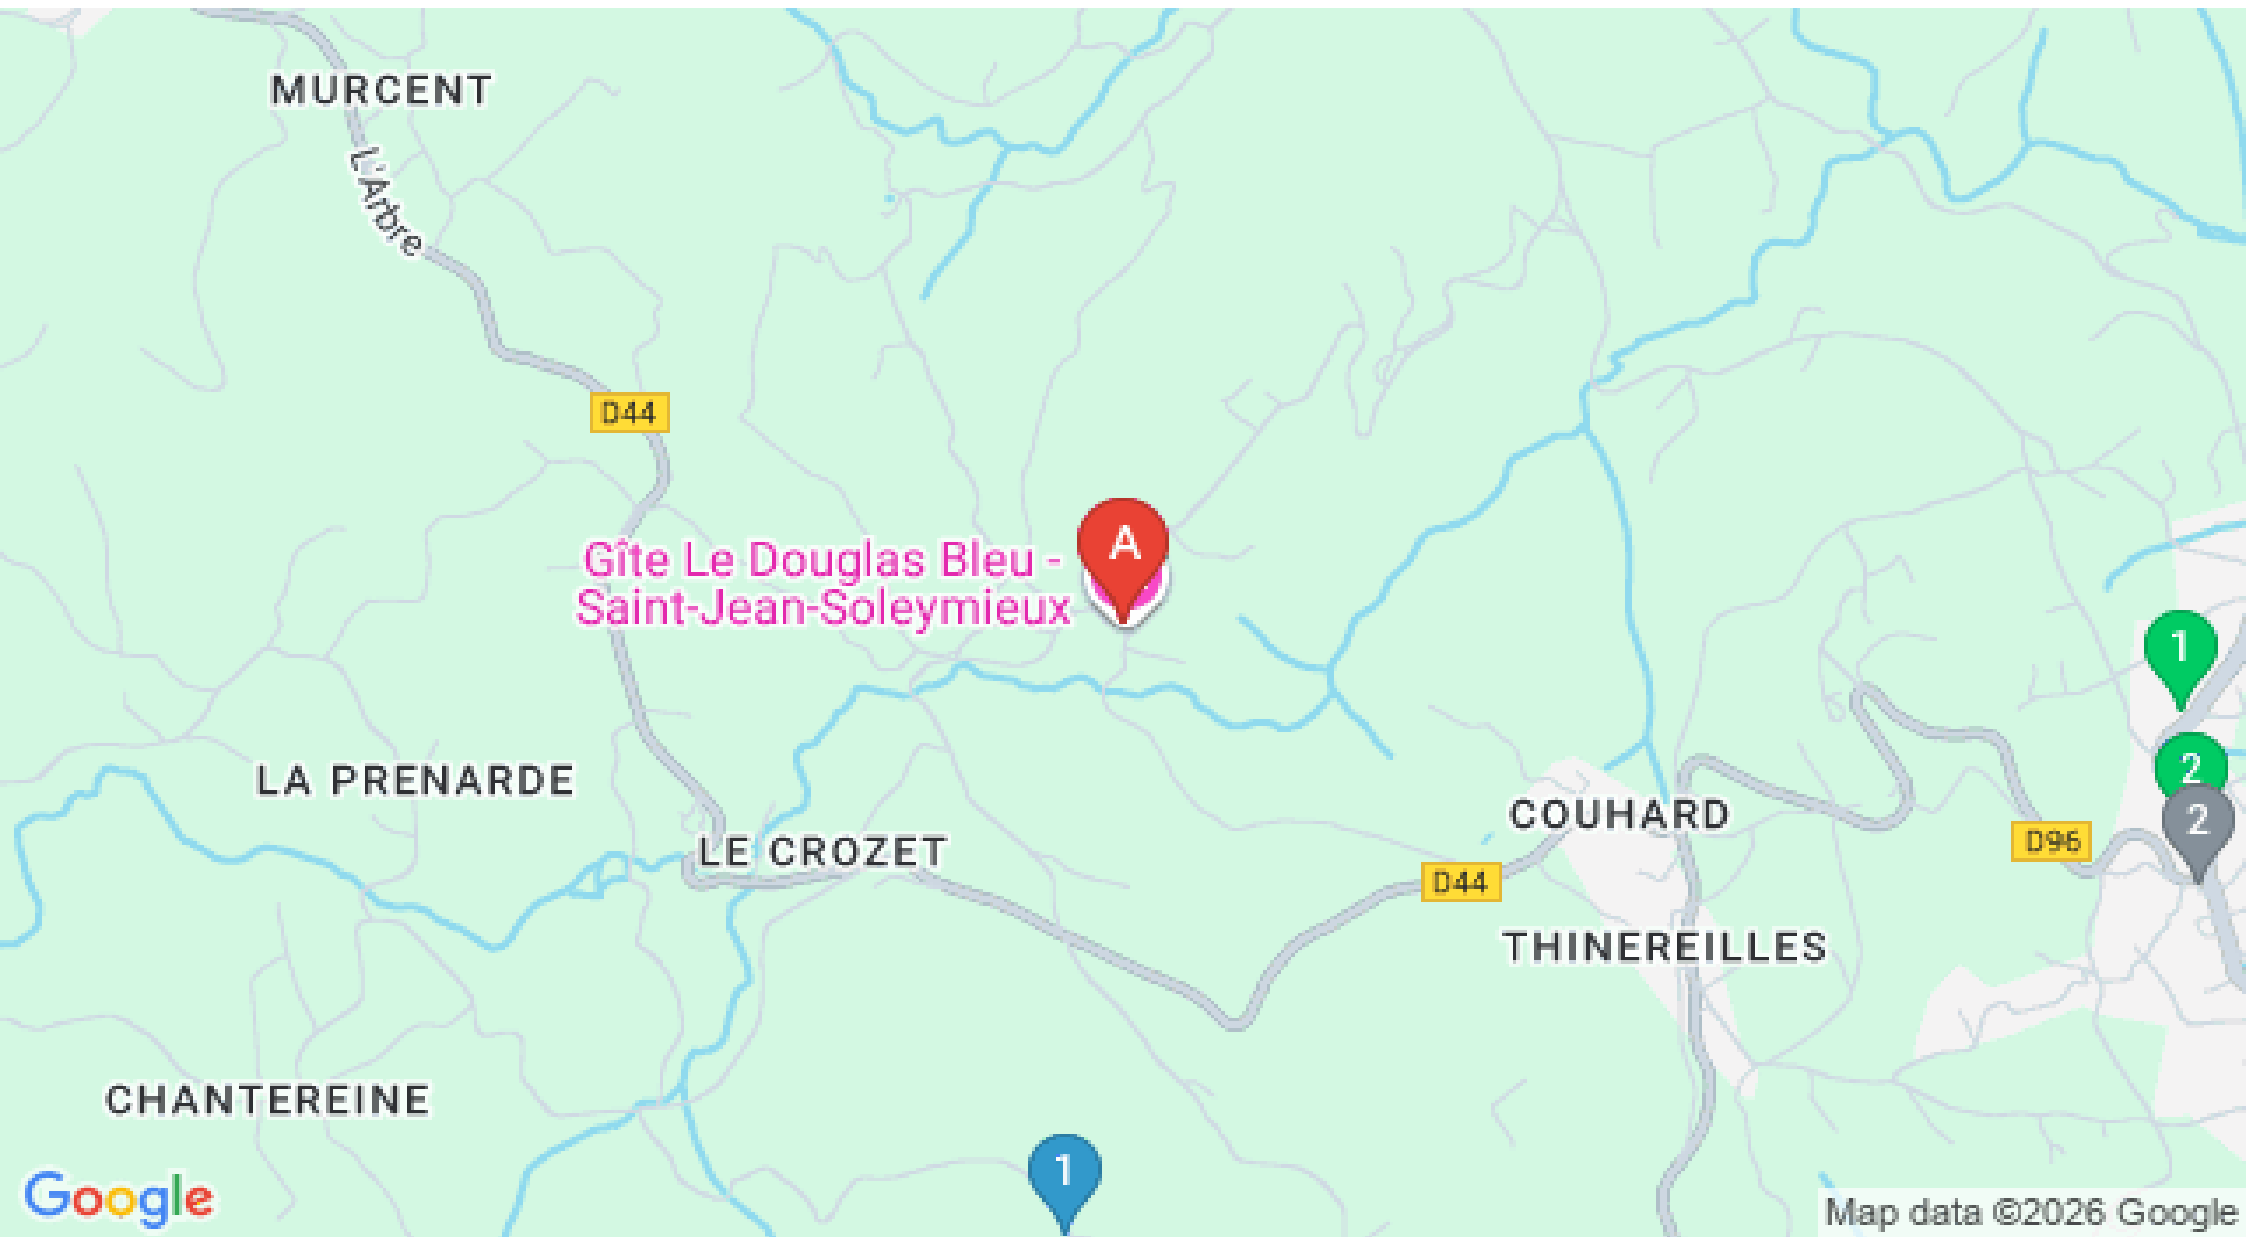 MURCENT
L'Arbre
D44
Gîte Le Douglas Bleu -
Saint-Jean-Soleymieux
A
1
2
2
LA PRENARDE
LE CROZET
COUHARD
D96
D44
THINEREILLES
CHANTEREINE
1
Google
Map data ©2026 Google